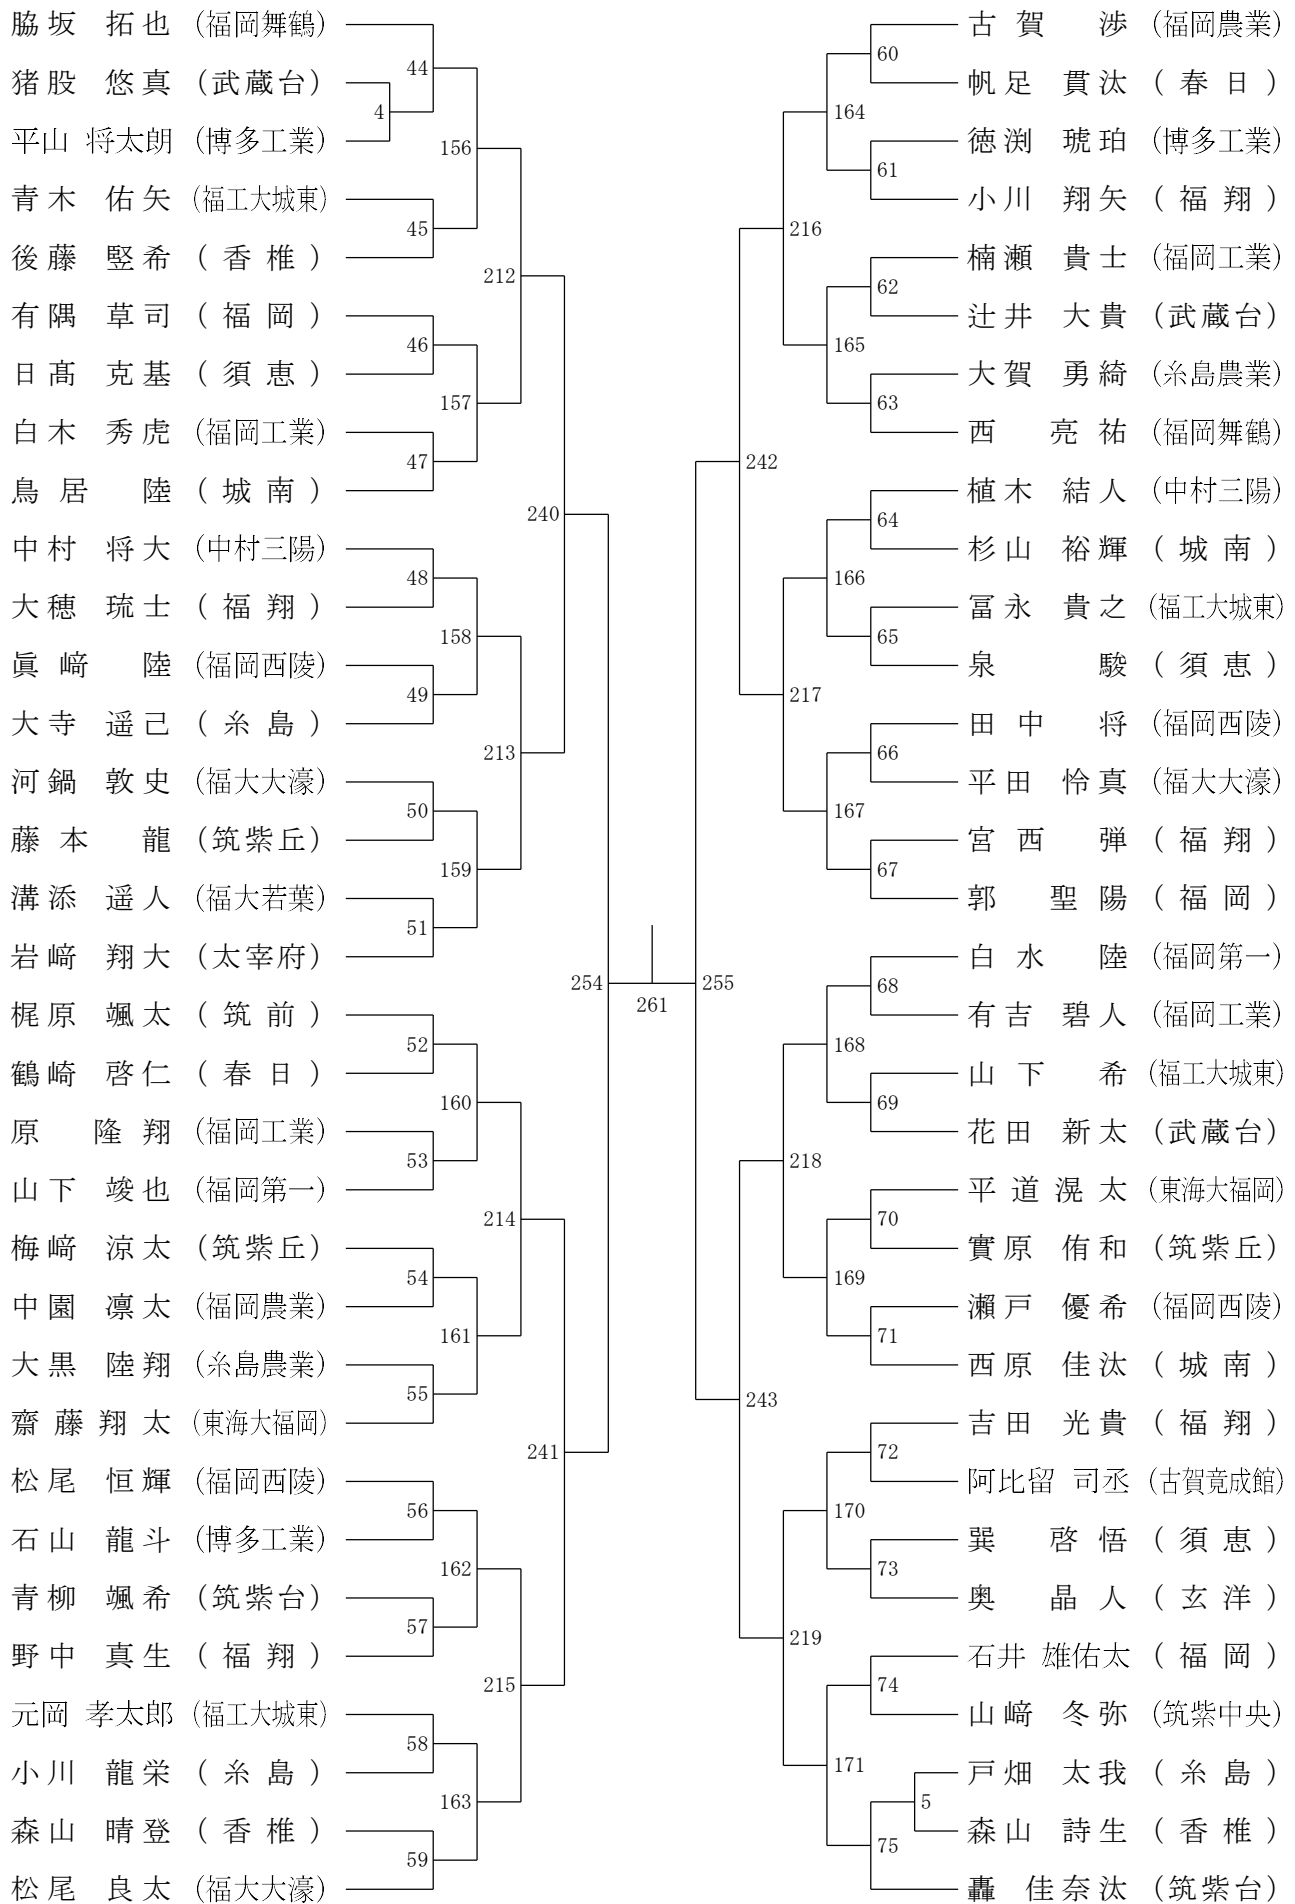 脇坂 拓也 (福岡舞鶴)
猪股 悠真 (武蔵台)
平山 将太朗 (博多工業)
青木 佑矢 (福工大城東)
後藤 竪希 (香椎)
有隅 草司 (福岡)
日髙 克基 (須恵)
白木 秀虎 (福岡工業)
鳥居 陸 (城南)
中村 将大 (中村三陽)
大穂 琉士 (福翔)
眞﨑 陸 (福岡西陵)
大寺 遥己 (糸島)
河鍋 敦史 (福大大濠)
藤本 龍 (筑紫丘)
溝添 遥人 (福大若葉)
岩﨑 翔大 (太宰府)
梶原 颯太 (筑前)
鶴崎 啓仁 (春日)
原 隆翔 (福岡工業)
山下 竣也 (福岡第一)
梅﨑 涼太 (筑紫丘)
中園 凛太 (福岡農業)
大黒 陸翔 (糸島農業)
齋藤翔太 (東海大福岡)
松尾 恒輝 (福岡西陵)
石山 龍斗 (博多工業)
青柳 颯希 (筑紫台)
野中 真生 (福翔)
元岡 孝太郎 (福工大城東)
小川 龍栄 (糸島)
森山 晴登 (香椎)
松尾 良太 (福大大濠)
4
44
45
46
47
48
49
50
51
52
53
54
55
56
57
58
59
156
157
158
159
160
161
162
163
212
213
214
215
240
241
254
261
255
242
243
216
217
218
219
164
165
166
167
168
169
170
171
60
61
62
63
64
65
66
67
68
69
70
71
72
73
74
75
5
古賀 渉 (福岡農業)
帆足 貫汰 (春日)
徳渕 琥珀 (博多工業)
小川 翔矢 (福翔)
楠瀬 貴士 (福岡工業)
辻井 大貴 (武蔵台)
大賀 勇綺 (糸島農業)
西 亮祐 (福岡舞鶴)
植木 結人 (中村三陽)
杉山 裕輝 (城南)
冨永 貴之 (福工大城東)
泉 駿 (須恵)
田中 将 (福岡西陵)
平田 怜真 (福大大濠)
宮西 弾 (福翔)
郭 聖陽 (福岡)
白水 陸 (福岡第一)
有吉 碧人 (福岡工業)
山下 希 (福工大城東)
花田 新太 (武蔵台)
平道滉太 (東海大福岡)
實原 侑和 (筑紫丘)
瀬戸 優希 (福岡西陵)
西原 佳汰 (城南)
吉田 光貴 (福翔)
阿比留 司丞 (古賀竟成館)
巽 啓悟 (須恵)
奥 晶人 (玄洋)
石井 雄佑太 (福岡)
山﨑 冬弥 (筑紫中央)
戸畑 太我 (糸島)
森山 詩生 (香椎)
轟 佳奈汰 (筑紫台)